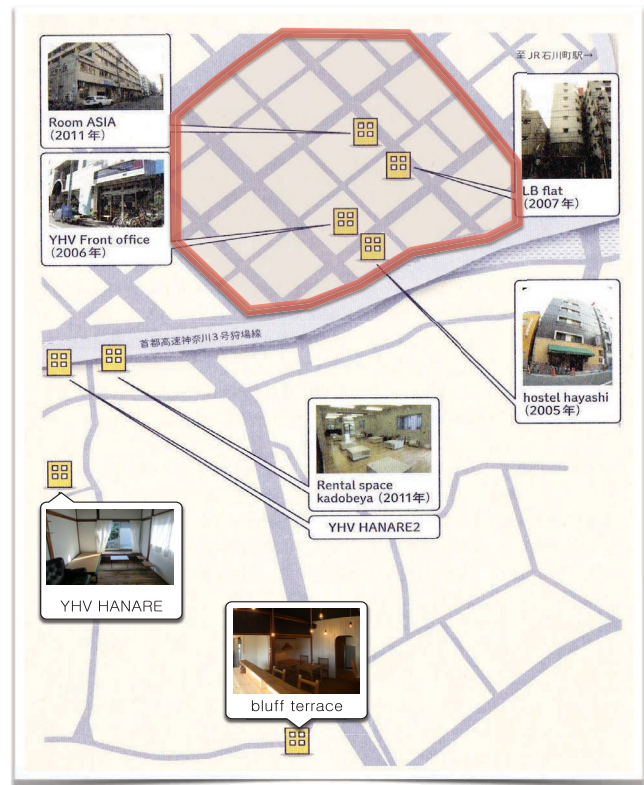 至JR石川町駅→
Room ASIA
(2011年)
LB flat
(2007年)
YHV Front office
(2006年)
首都高速神奈川3号狩場線
hostel hayashi
(2005年)
Rental space
kadobeya (2011年)
YHV HANARE2
YHV HANARE
bluff terrace